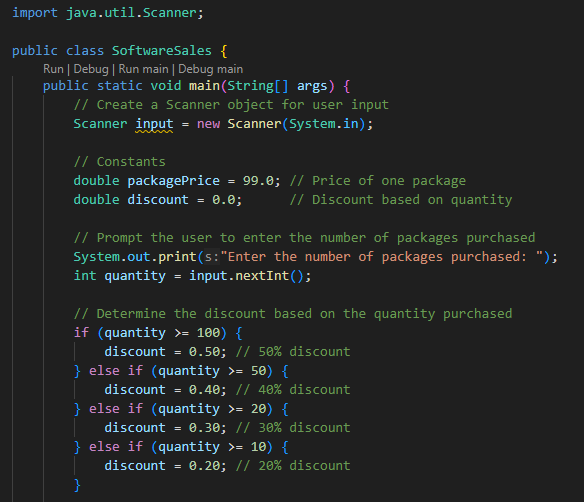 import java.util.Scanner;
public class SoftwareSales {
Run | Debug | Run main | Debug main
public static void main(String[] args) {
// Create a Scanner object for user input
Scanner input = new Scanner(System.in);
// Constants
double packagePrice = 99.0; // Price of one package
double discount = 0.0; // Discount based on quantity
// Prompt the user to enter the number of packages purchased
System.out.print(s:"Enter the number of packages purchased: ");
int quantity = input.nextInt();
// Determine the discount based on the quantity purchased
if (quantity >= 100) {
discount = 0.50; // 50% discount
} else if (quantity >= 50) {
discount = 0.40; // 40% discount
} else if (quantity >= 20) {
discount = 0.30; // 30% discount
} else if (quantity >= 10) {
discount = 0.20; // 20% discount
}